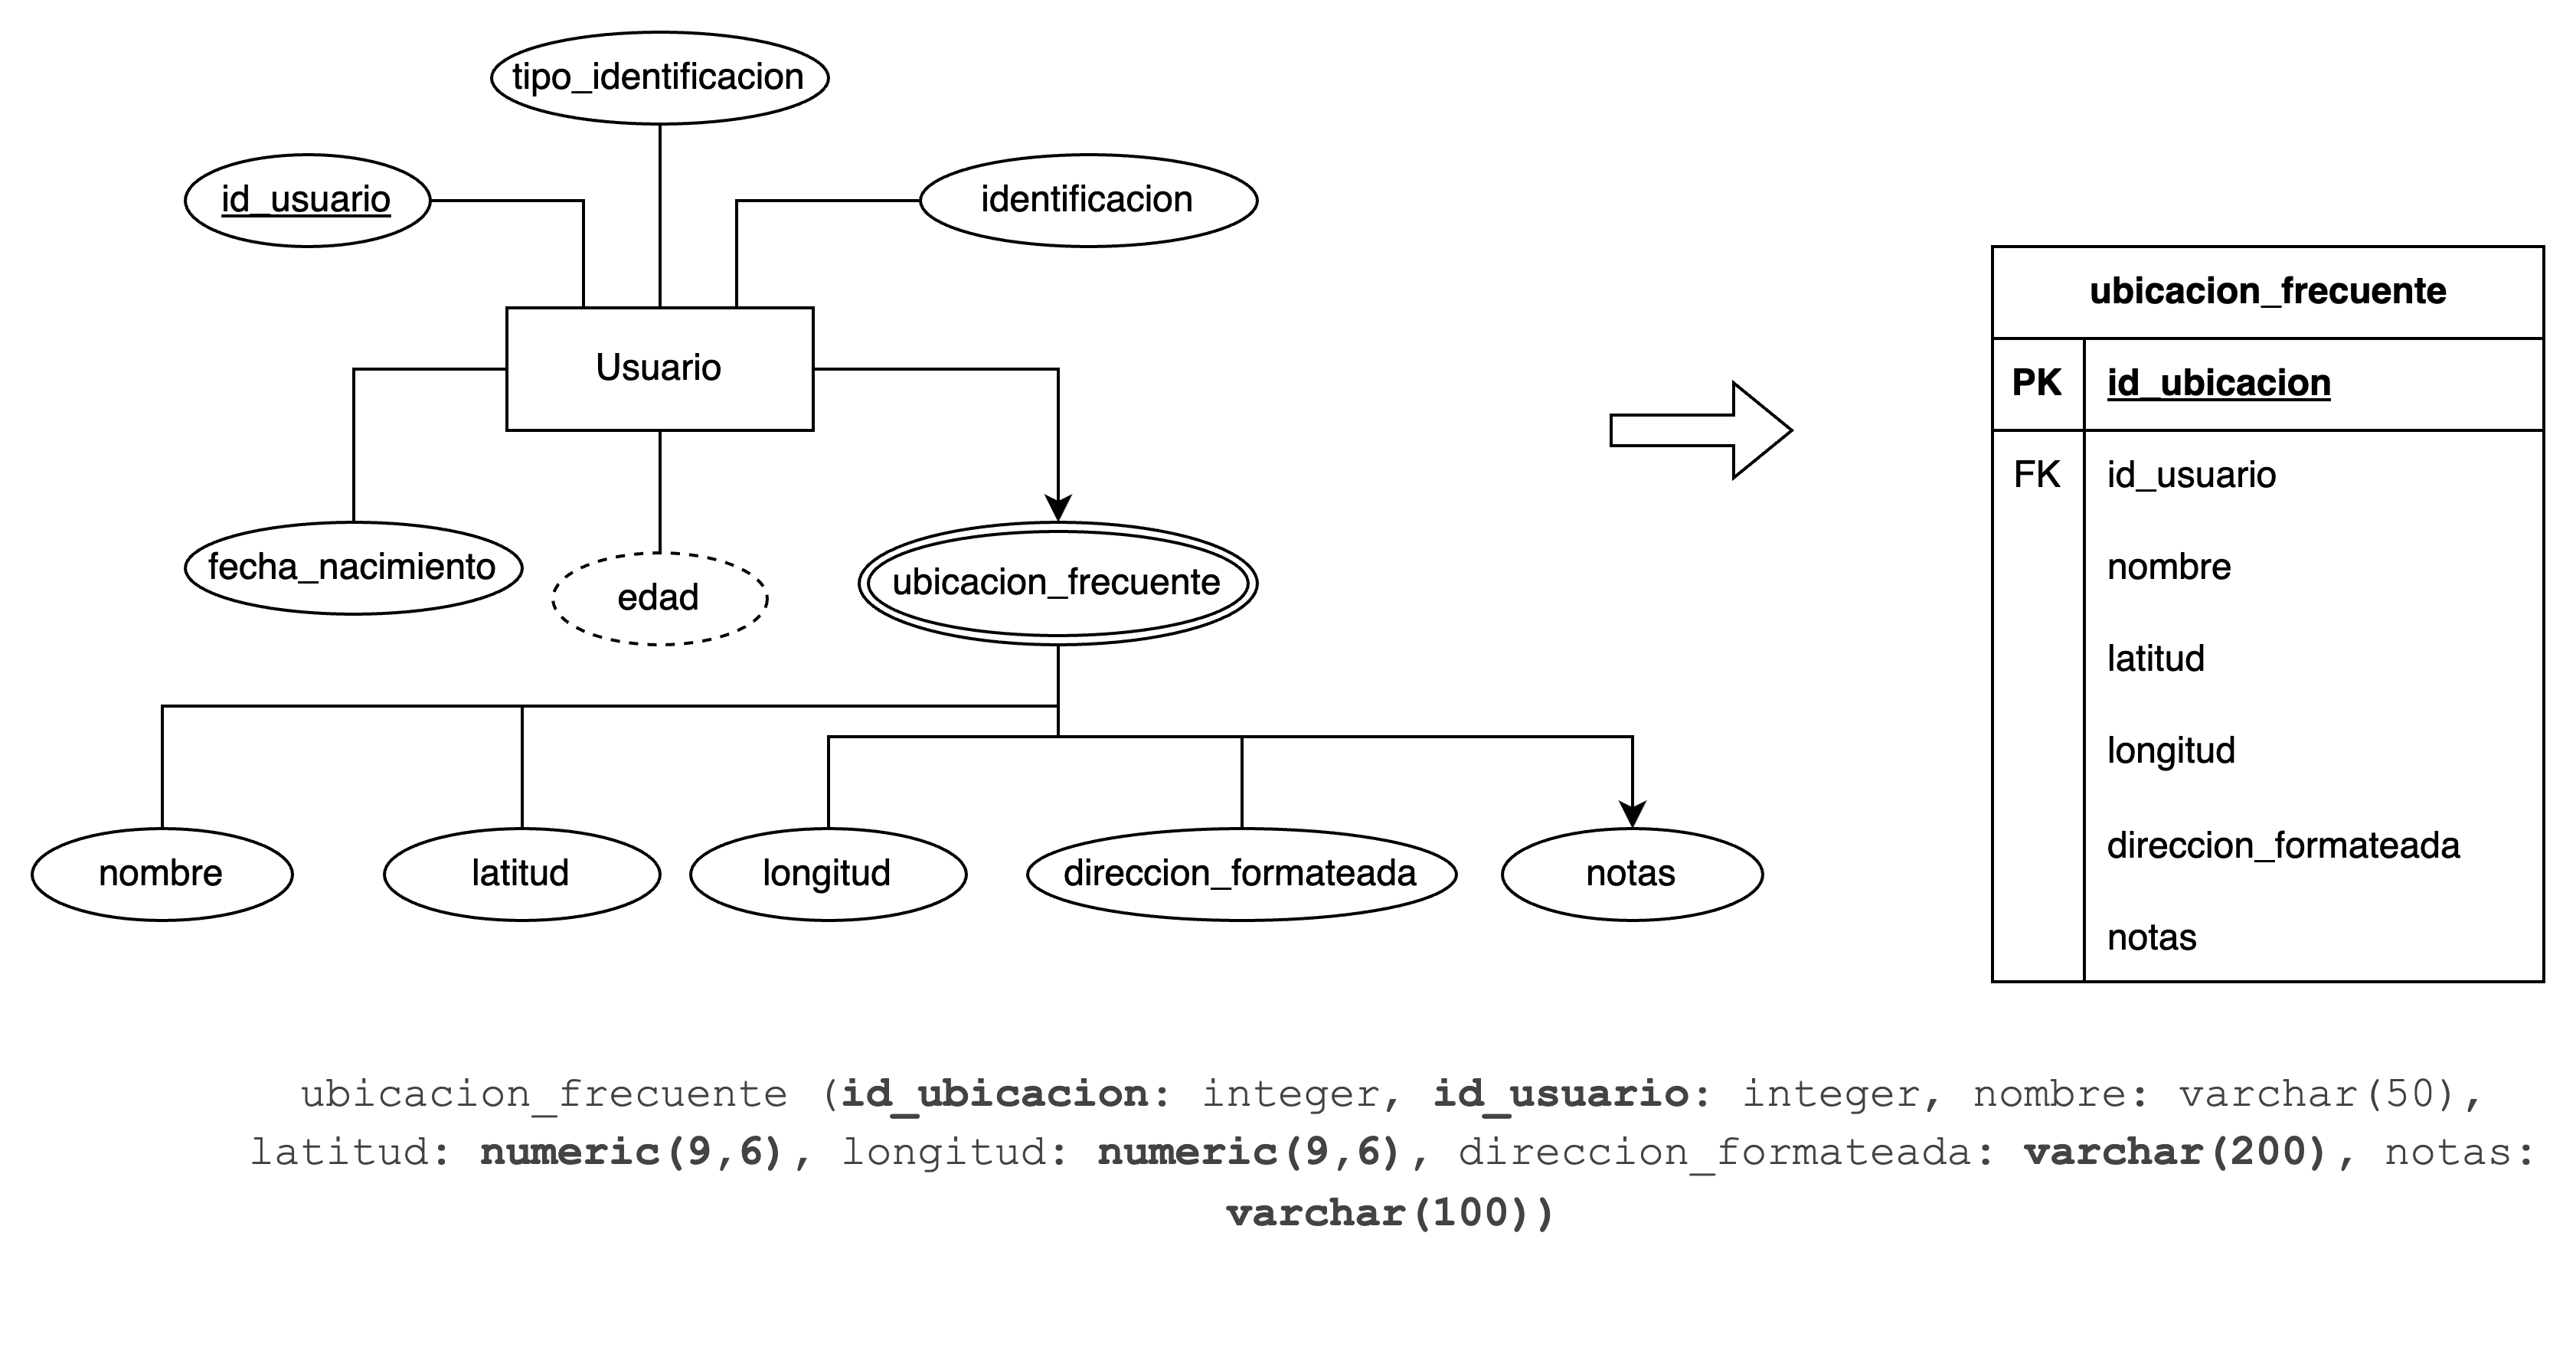 tipo_identificacion
id_usuario
identificacion
Usuario
fecha_nacimiento
edad
ubicacion_frecuente
nombre
latitud
longitud
direccion_formateada
notas
ubicacion_frecuente
PK id_ubicacion
FK id_usuario
nombre
latitud
longitud
direccion_formateada
notas
ubicacion_frecuente (id_ubicacion: integer, id_usuario: integer, nombre: varchar(50),
latitud: numeric(9,6), longitud: numeric(9,6), direccion_formateada: varchar(200), notas:
varchar(100))